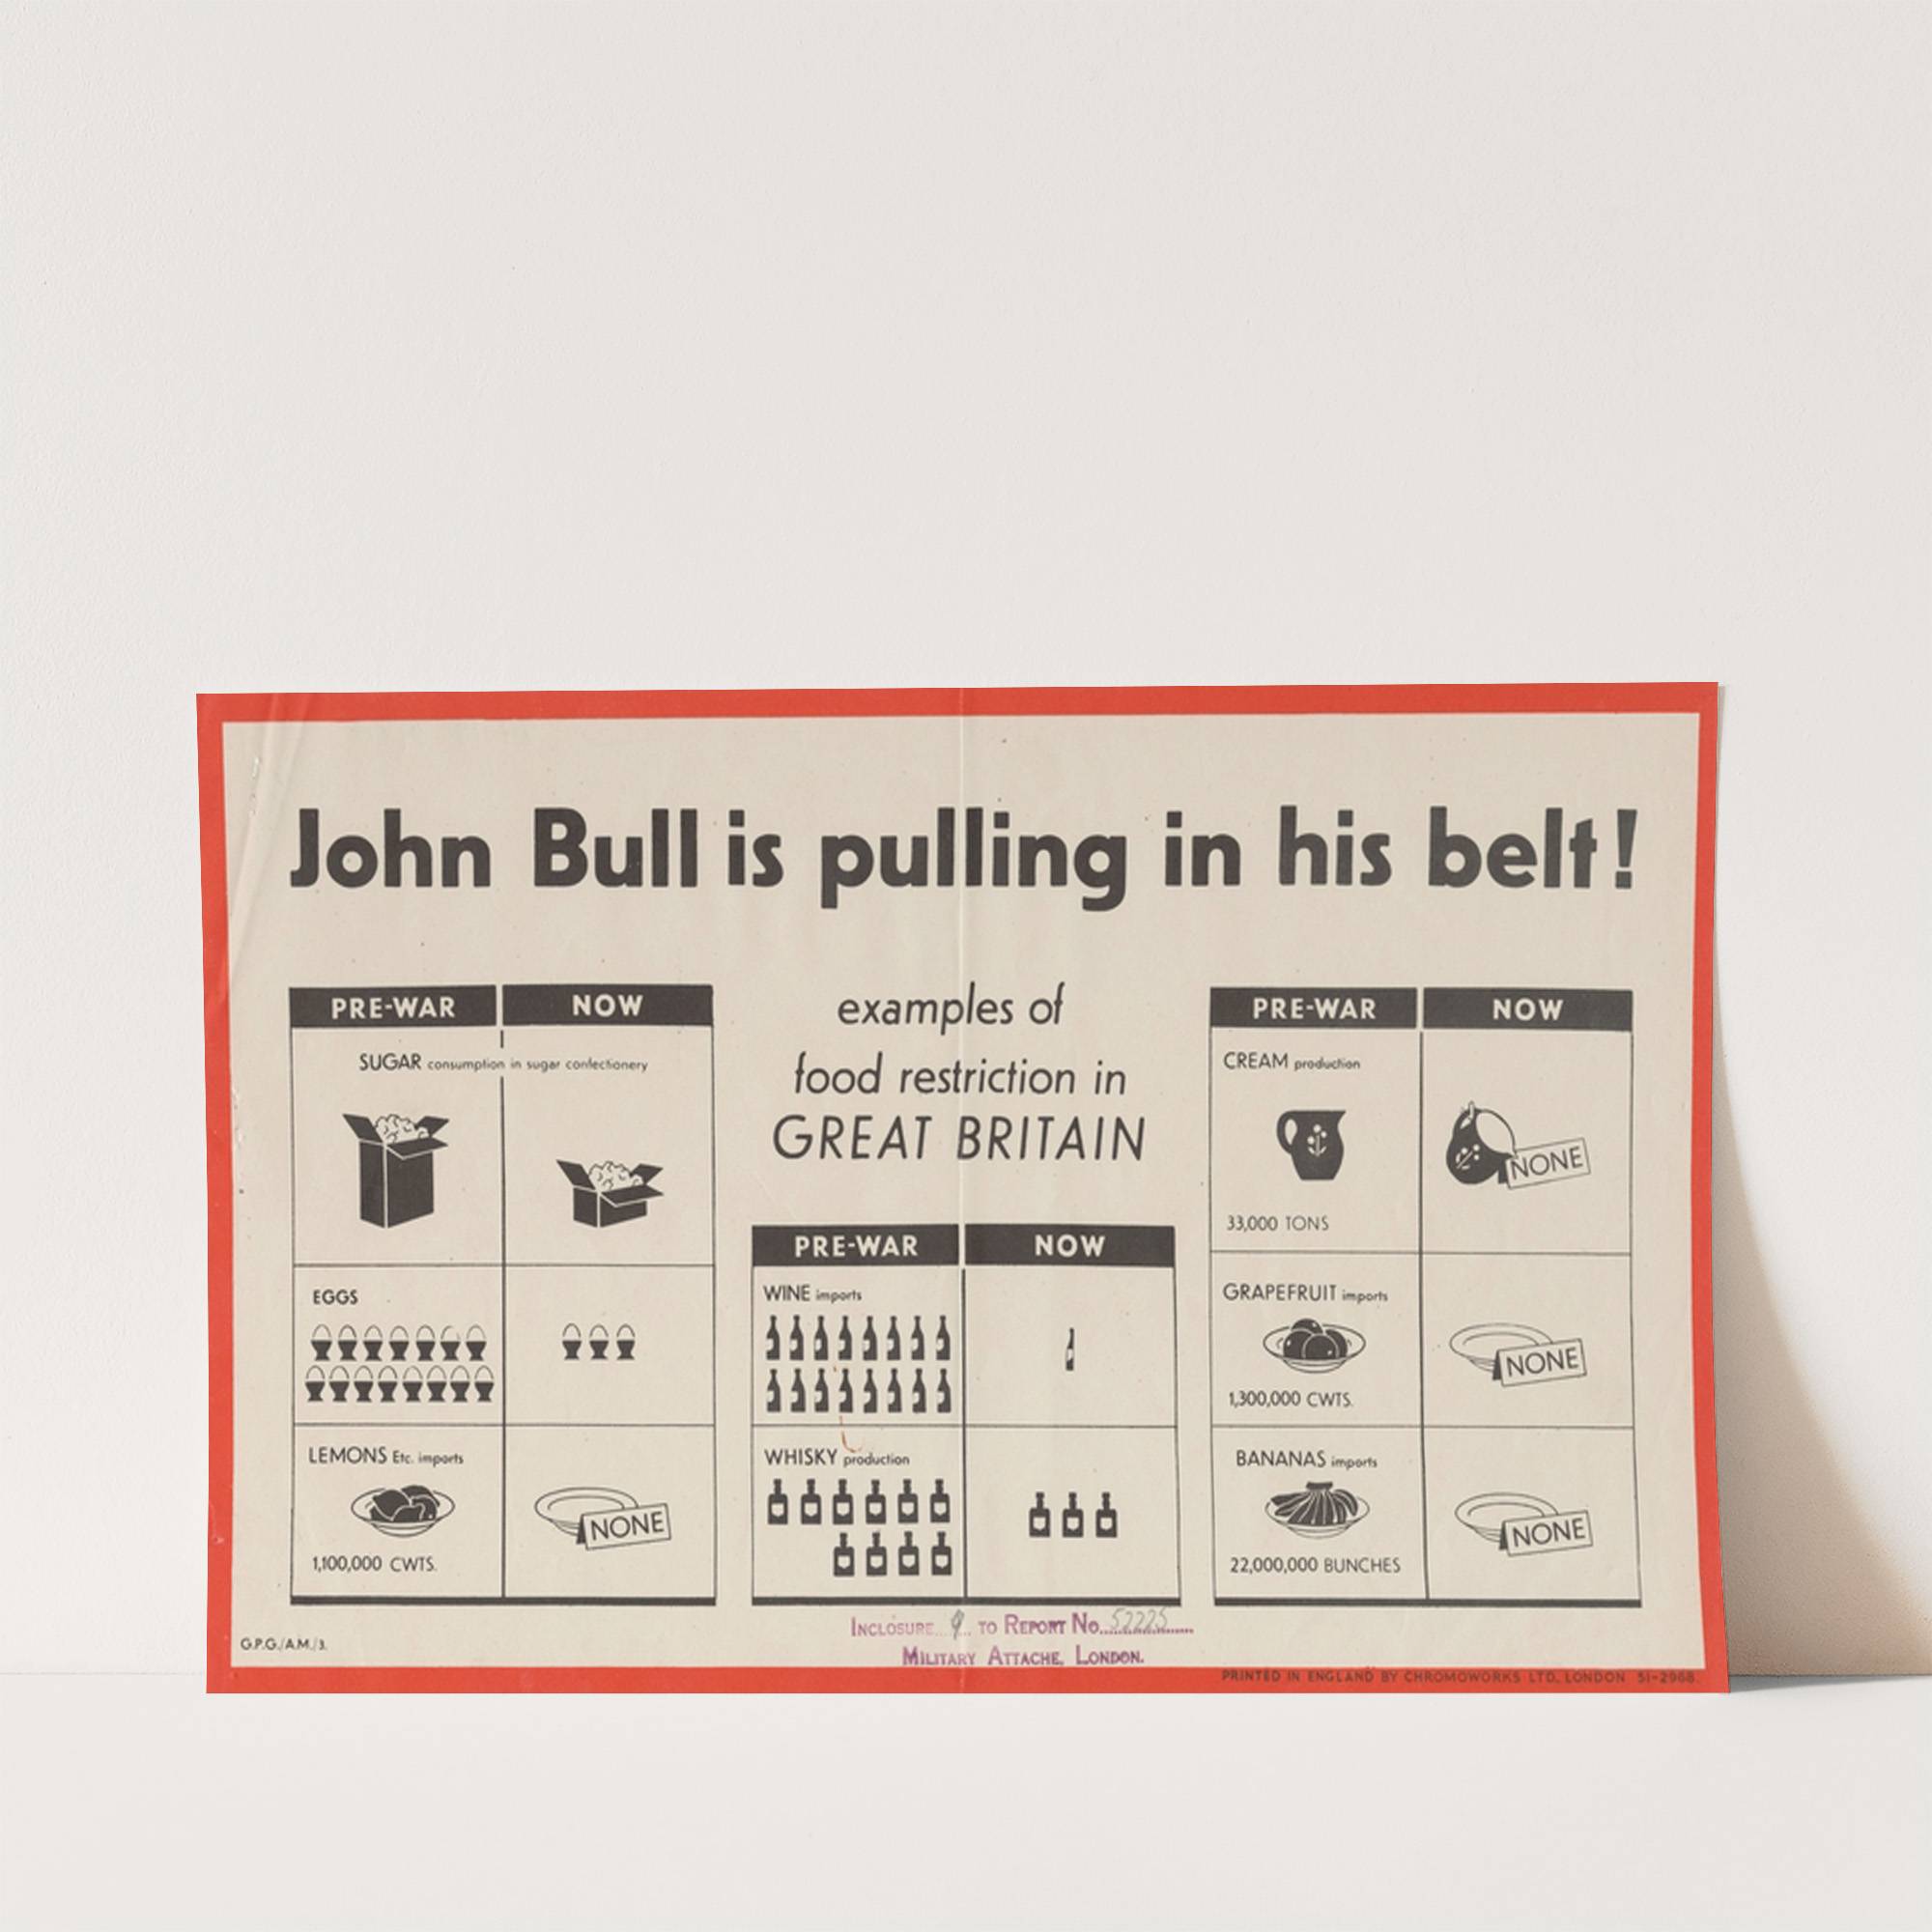 John Bull is pulling in his belt!
examples of
food restriction in
GREAT BRITAIN
PRE-WAR NOW
SUGAR consumption in sugar confectionery
EGGS
LEMONS Etc. imports
NONE
1,100,000 CWTS.
PRE-WAR NOW
WINE imports
WHISKY production
PRE-WAR NOW
CREAM production
NONE
33,000 TONS
GRAPEFRUIT imports
NONE
1,300,000 CWTS.
BANANAS imports
NONE
22,000,000 BUNCHES
INCLOSURE 9 TO REPORT No. 52225
MILITARY ATTACHE, LONDON.
G.P.G./A.M./3.
PRINTED IN ENGLAND BY CHROMOWORKS LTD. LONDON 51-2968